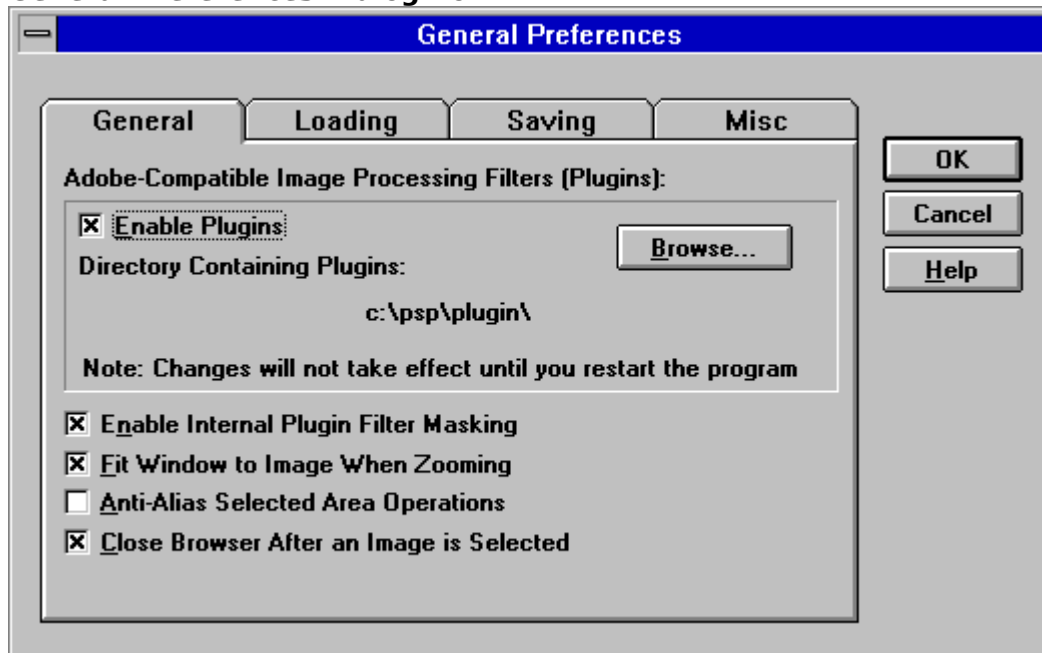 General Preferences
General
Loading
Saving
Misc
OK
Cancel
Help
Adobe-Compatible Image Processing Filters (Plugins):
Enable Plugins
Browse...
Directory Containing Plugins:
c:\psp\plugin\
Note: Changes will not take effect until you restart the program
Enable Internal Plugin Filter Masking
Fit Window to Image When Zooming
Anti-Alias Selected Area Operations
Close Browser After an Image is Selected